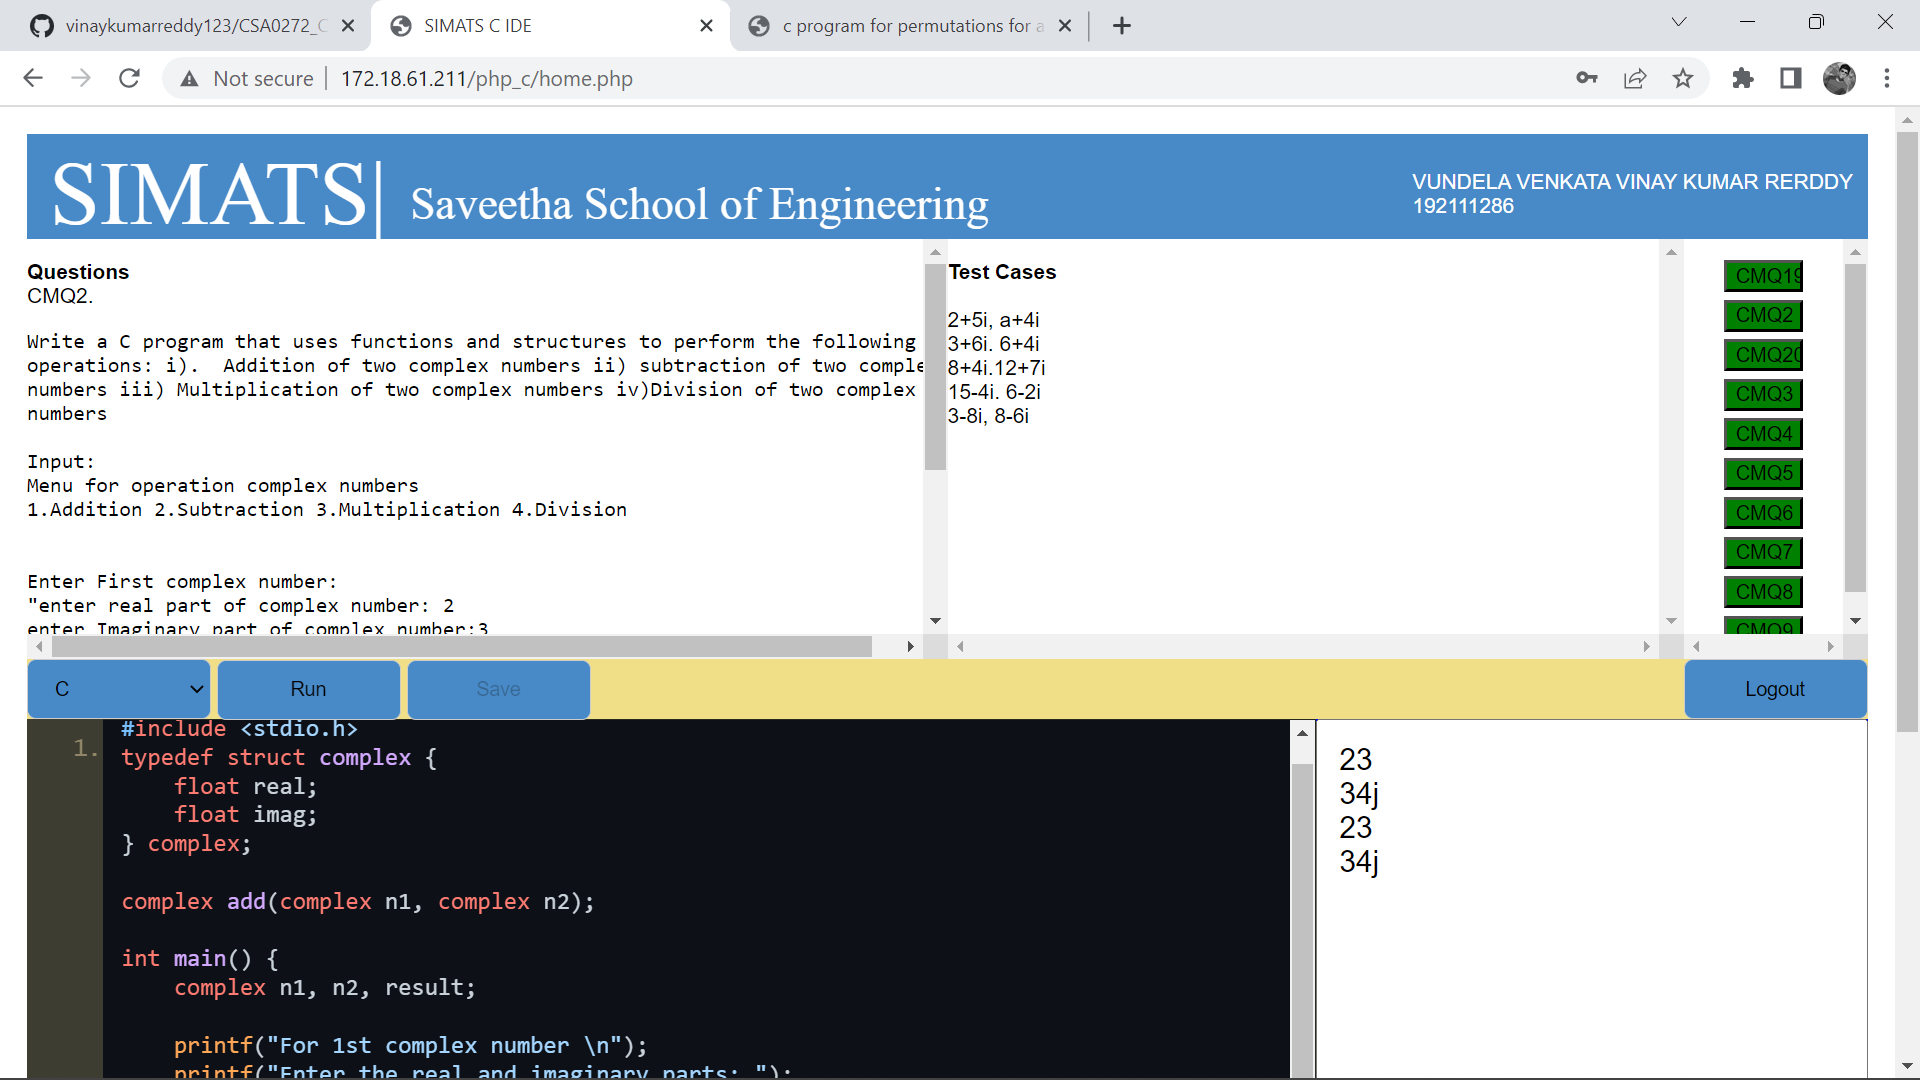 vinaykumarreddy123/CSA0272_C
SIMATS C IDE
c program for permutations for a
Not secure
172.18.61.211/php_c/home.php
SIMATS|
Saveetha School of Engineering
VUNDELA VENKATA VINAY KUMAR RERDDY
192111286
Questions
CMQ2.
Write a C program that uses functions and structures to perform the following
operations: i).  Addition of two complex numbers ii) subtraction of two comple
numbers iii) Multiplication of two complex numbers iv)Division of two complex
numbers
Input:
Menu for operation complex numbers
1.Addition 2.Subtraction 3.Multiplication 4.Division
Enter First complex number:
"enter real part of complex number: 2
enter Imaginary part of complex number:3
Test Cases
2+5i, a+4i
3+6i. 6+4i
8+4i.12+7i
15-4i. 6-2i
3-8i, 8-6i
CMQ19
CMQ2
CMQ20
CMQ3
CMQ4
CMQ5
CMQ6
CMQ7
CMQ8
CMQ9
C
Run
Save
Logout
1.
#include <stdio.h>
typedef struct complex {
    float real;
    float imag;
} complex;
complex add(complex n1, complex n2);
int main() {
    complex n1, n2, result;
    printf("For 1st complex number \n");
    printf("Enter the real and imaginary parts: ");
23
34j
23
34j